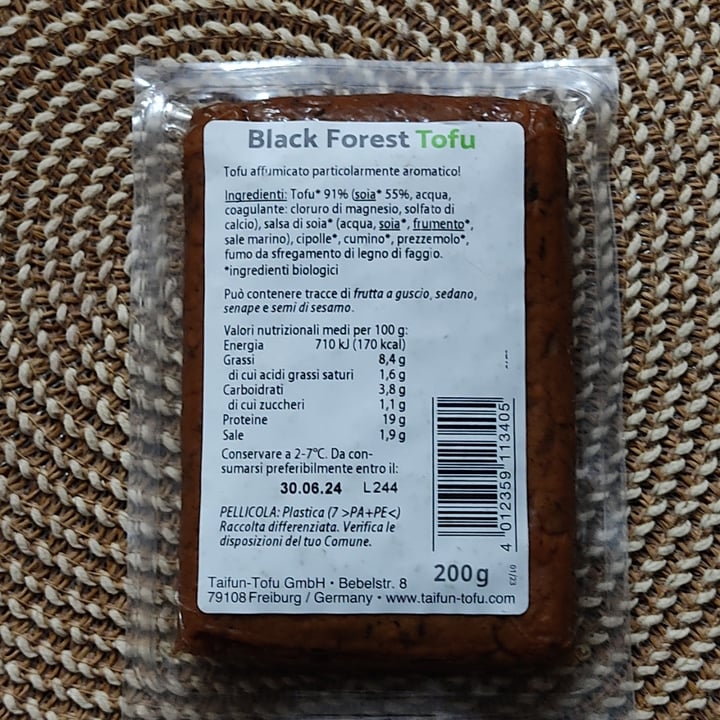 Black Forest Tofu
Tofu affumicato particolarmente aromatico!
Ingredienti: Tofu* 91% (soia* 55%, acqua,
coagulante: cloruro di magnesio, solfato di
calcio), salsa di soia* (acqua, soia*, frumento*,
sale marino), cipolle*, cumino*, prezzemolo*,
fumo da sfregamento di legno di faggio.
*ingredienti biologici
Può contenere tracce di frutta a guscio, sedano,
senape e semi di sesamo.
Valori nutrizionali medi per 100 g:
Energia 710 kJ (170 kcal)
Grassi 8,4 g
di cui acidi grassi saturi 1,6 g
Carboidrati 3,8 g
di cui zuccheri 1,1 g
Proteine 19 g
Sale 1,9 g
Conservare a 2-7°C. Da con-
sumarsi preferibilmente entro il:
30.06.24 L244
PELLICOLA: Plastica (7 >PA+PE<)
Raccolta differenziata. Verifica le
disposizioni del tuo Comune.
4 012359 113405
200g
01/23
Taifun-Tofu GmbH • Bebelstr. 8
79108 Freiburg / Germany • www.taifun-tofu.com